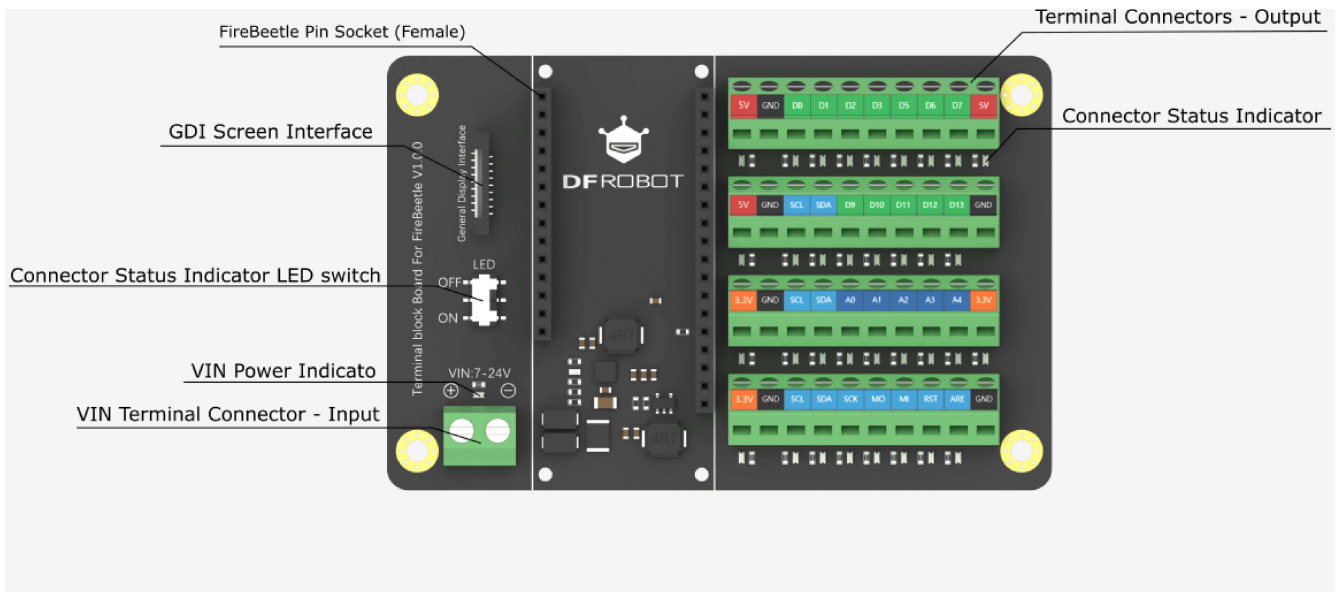 Terminal Connectors - Output
FireBeetle Pin Socket (Female)
Connector Status Indicator
GDI Screen Interface
Connector Status Indicator LED switch
VIN Power Indicato
VIN Terminal Connector - Input
Terminal block Board For FireBeetle V1.0.0
General Display Interface
LED
OFF
ON
VIN:7-24V
+ −
DFROBOT
4R7
4R7
5V GND D0 D1 D2 D3 D5 D6 D7 5V
5V GND SCL SDA D9 D10 D11 D12 D13 GND
3.3V GND SCL SDA A0 A1 A2 A3 A4 3.3V
3.3V GND SCL SDA SCK MO MI RST ARE GND